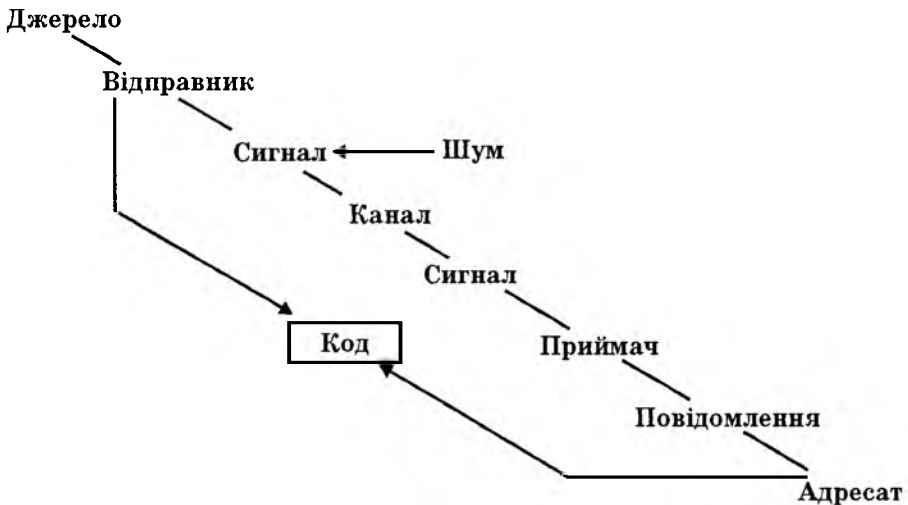 Джерело
Відправник
Сигнал
Шум
Канал
Сигнал
Код
Приймач
Повідомлення
Адресат